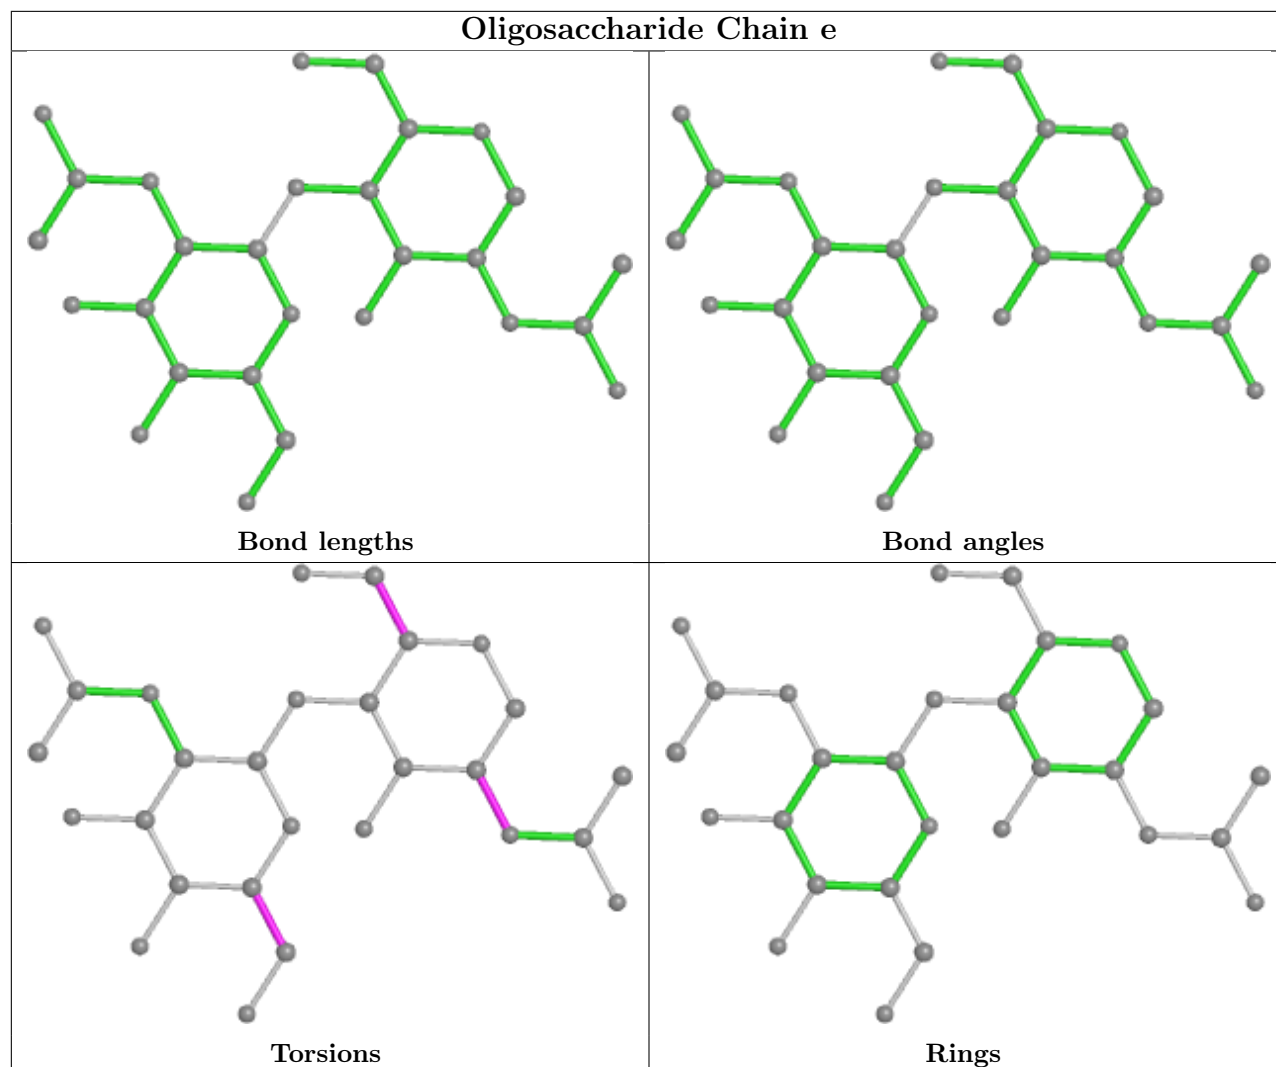 Oligosaccharide Chain e
Bond lengths
Bond angles
Torsions
Rings